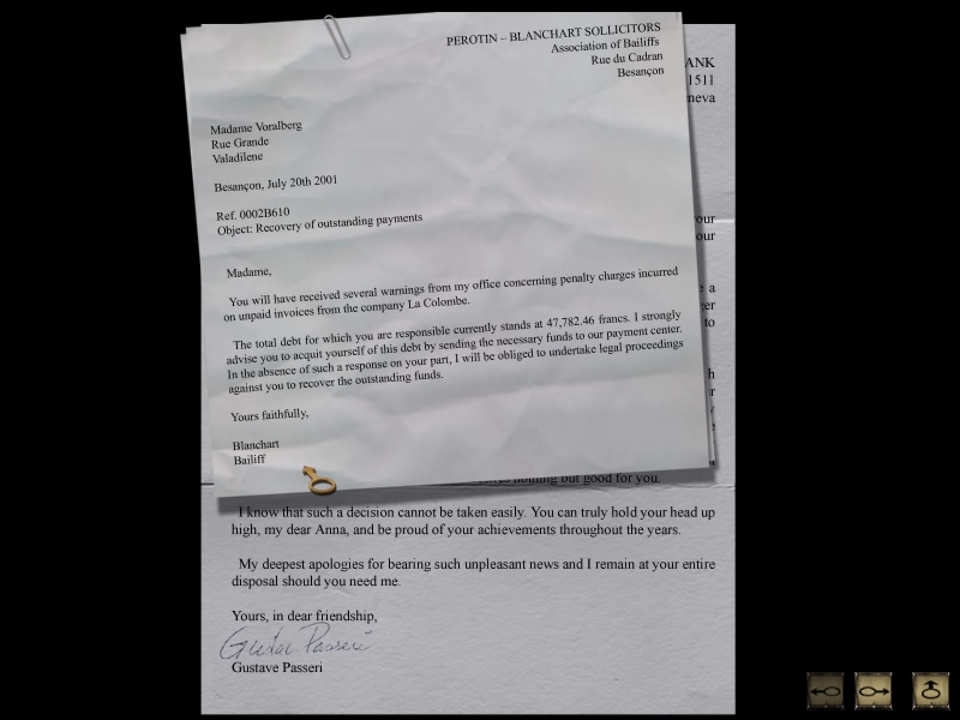 PEROTIN – BLANCHART SOLLICITORS
Association of Bailiffs
Rue du Cadran
Besançon
Madame Voralberg
Rue Grande
Valadilene
Besançon, July 20th 2001
Ref. 0002B610
Object: Recovery of outstanding payments
Madame,
You will have received several warnings from my office concerning penalty charges incurred
on unpaid invoices from the company La Colombe.
The total debt for which you are responsible currently stands at 47,782.46 francs. I strongly
advise you to acquit yourself of this debt by sending the necessary funds to our payment center.
In the absence of such a response on your part, I will be obliged to undertake legal proceedings
against you to recover the outstanding funds.
Yours faithfully,
Blanchart
Bailiff
ANK
1511
neva
our
our
a
to
nothing but good for you.
I know that such a decision cannot be taken easily. You can truly hold your head up
high, my dear Anna, and be proud of your achievements throughout the years.
My deepest apologies for bearing such unpleasant news and I remain at your entire
disposal should you need me.
Yours, in dear friendship,
Gustav Passeri
Gustave Passeri